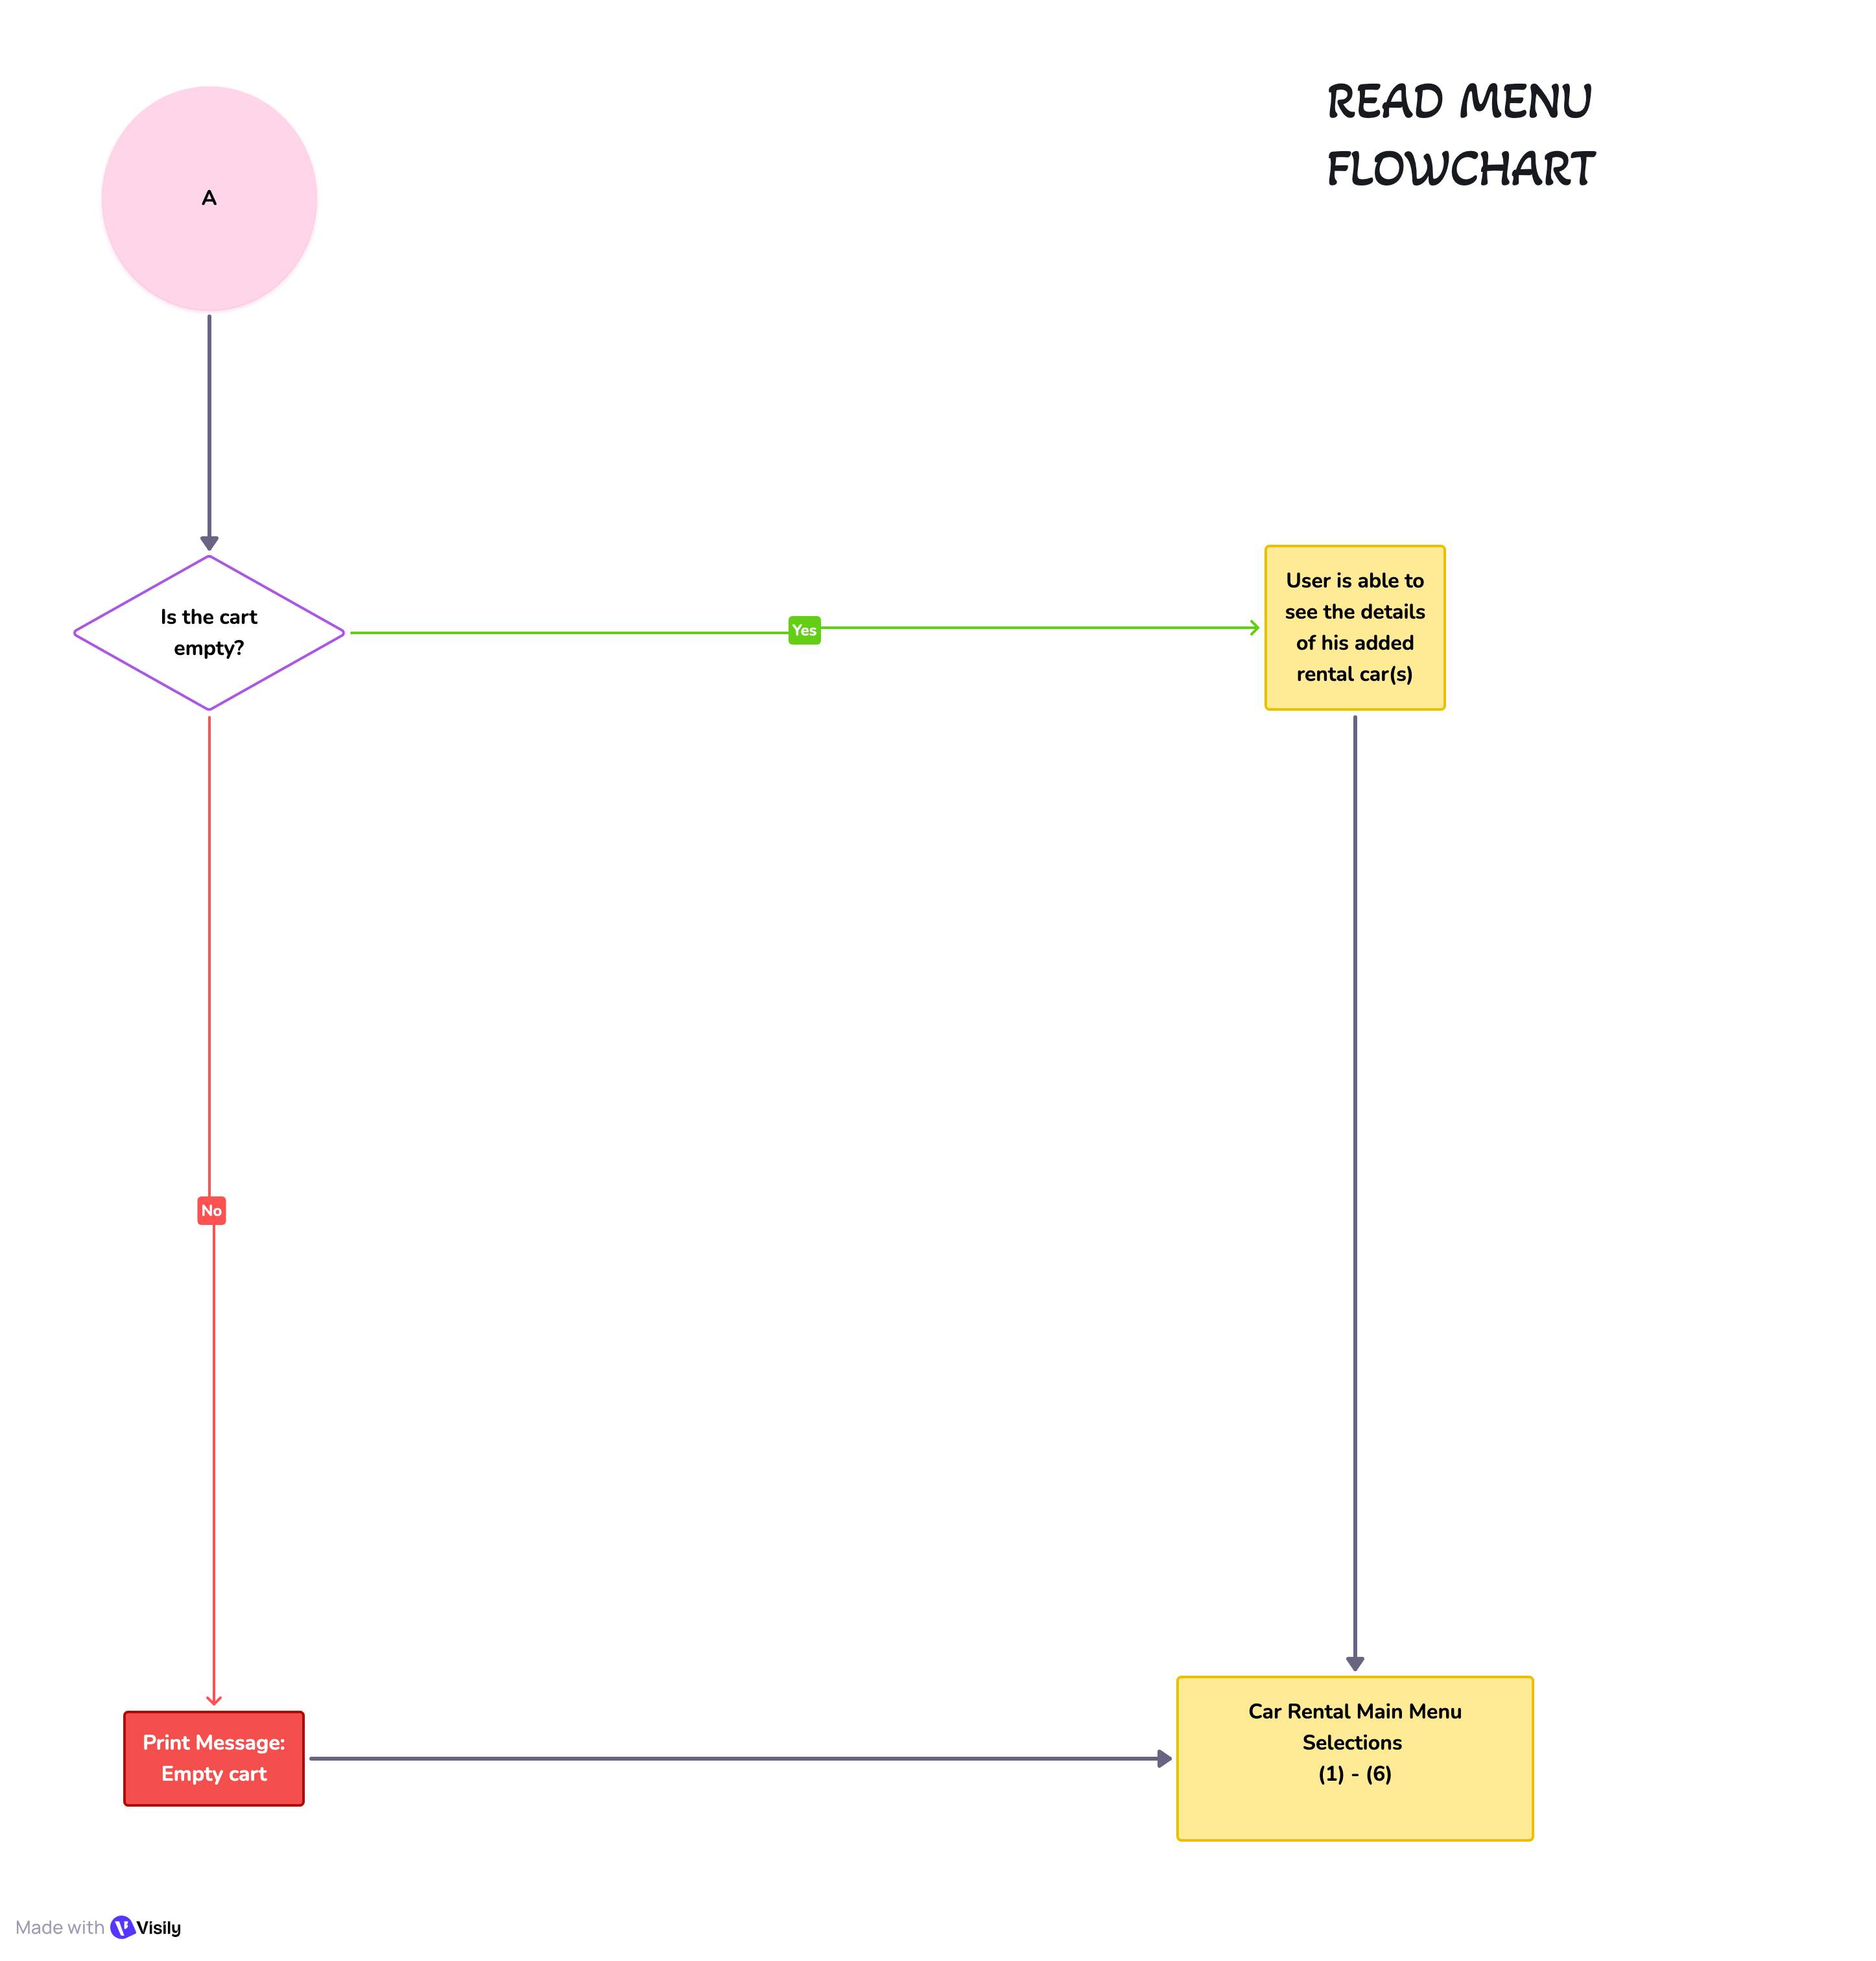 READ MENU
FLOWCHART
A
Is the cart
empty?
Yes
User is able to
see the details
of his added
rental car(s)
No
Print Message:
Empty cart
Car Rental Main Menu
Selections
(1) - (6)
Made with Visily